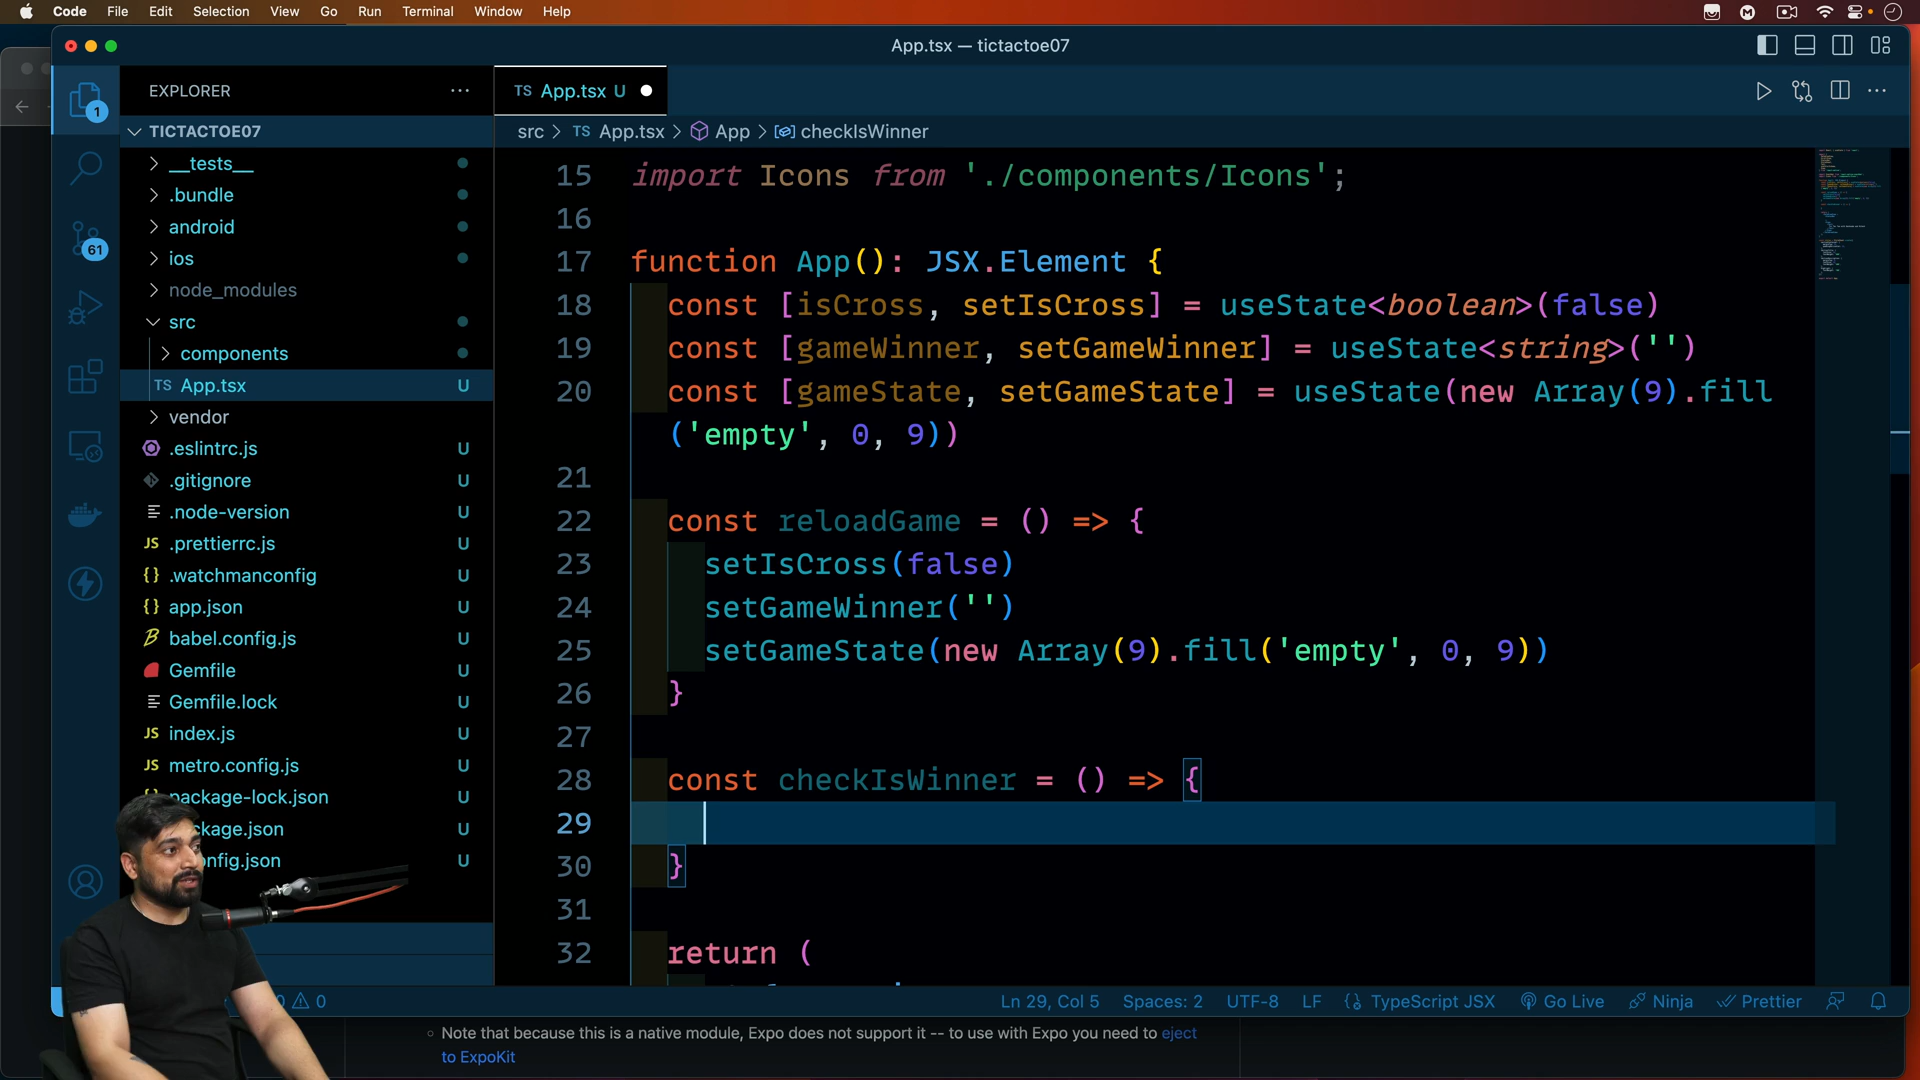 Code File Edit Selection View Go Run Terminal Window Help
App.tsx — tictactoe07
EXPLORER
TS App.tsx U
1
TICTACTOE07
src > TS App.tsx > App > checkIsWinner
__tests__
.bundle
android
61
ios
node_modules
src
components
TS App.tsx U
vendor
.eslintrc.js U
.gitignore U
.node-version U
JS .prettierrc.js U
{} .watchmanconfig U
{} app.json U
babel.config.js U
Gemfile U
Gemfile.lock U
JS index.js U
JS metro.config.js U
package-lock.json U
ckage.json U
onfig.json U
15 import Icons from './components/Icons';
16
17 function App(): JSX.Element {
18 const [isCross, setIsCross] = useState<boolean>(false)
19 const [gameWinner, setGameWinner] = useState<string>('')
20 const [gameState, setGameState] = useState(new Array(9).fill
('empty', 0, 9))
21
22 const reloadGame = () => {
23 setIsCross(false)
24 setGameWinner('')
25 setGameState(new Array(9).fill('empty', 0, 9))
26 }
27
28 const checkIsWinner = () => {
29
30 }
31
32 return (
0 0 Ln 29, Col 5 Spaces: 2 UTF-8 LF TypeScript JSX Go Live Ninja Prettier
Note that because this is a native module, Expo does not support it -- to use with Expo you need to eject
to ExpoKit